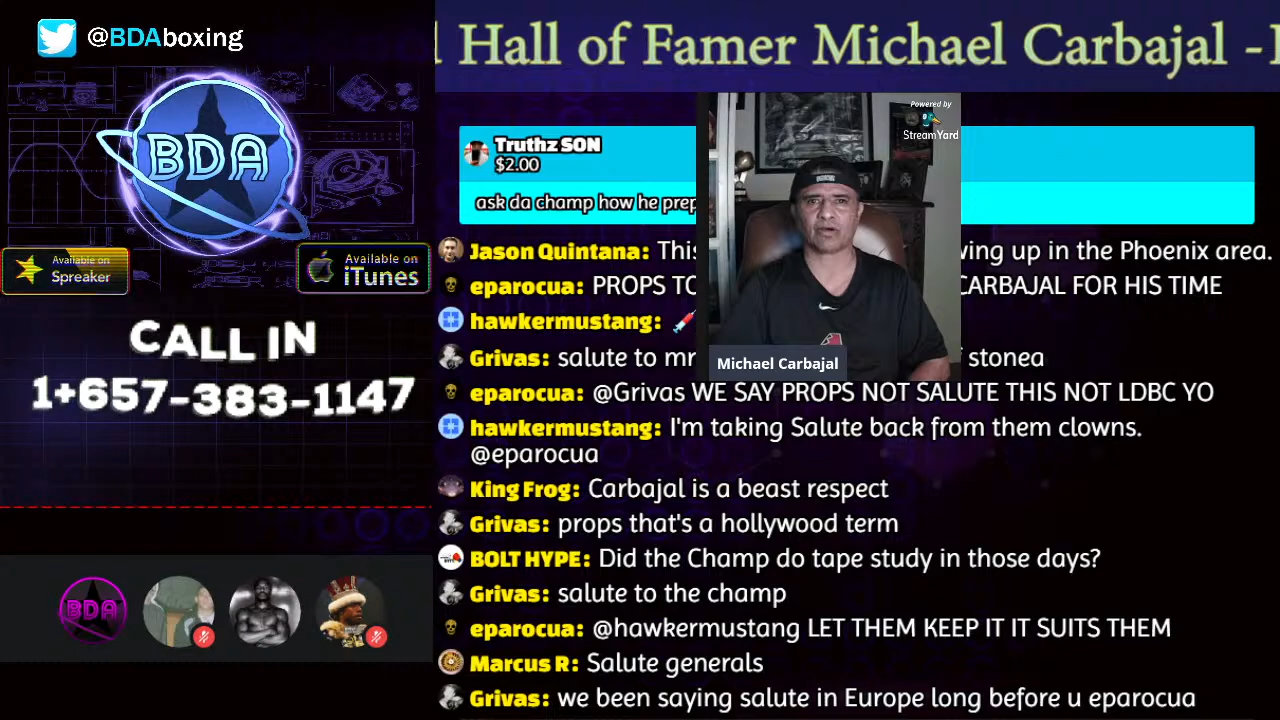 @BDAboxing
Hall of Famer Michael Carbajal -
BDA
Available on
Spreaker
Available on
iTunes
CALL IN
1+657-383-1147
BDA
Powered by
StreamYard
Truthz SON
$2.00
ask da champ how he prep
Jason Quintana: This wing up in the Phoenix area.
eparocua: PROPS TO CARBAJAL FOR HIS TIME
hawkermustang:
Grivas: salute to mr f stonea
Michael Carbajal
eparocua: @Grivas WE SAY PROPS NOT SALUTE THIS NOT LDBC YO
hawkermustang: I'm taking Salute back from them clowns.
@eparocua
King Frog: Carbajal is a beast respect
Grivas: props that's a hollywood term
BOLT HYPE: Did the Champ do tape study in those days?
Grivas: salute to the champ
eparocua: @hawkermustang LET THEM KEEP IT IT SUITS THEM
Marcus R: Salute generals
Grivas: we been saying salute in Europe long before u eparocua